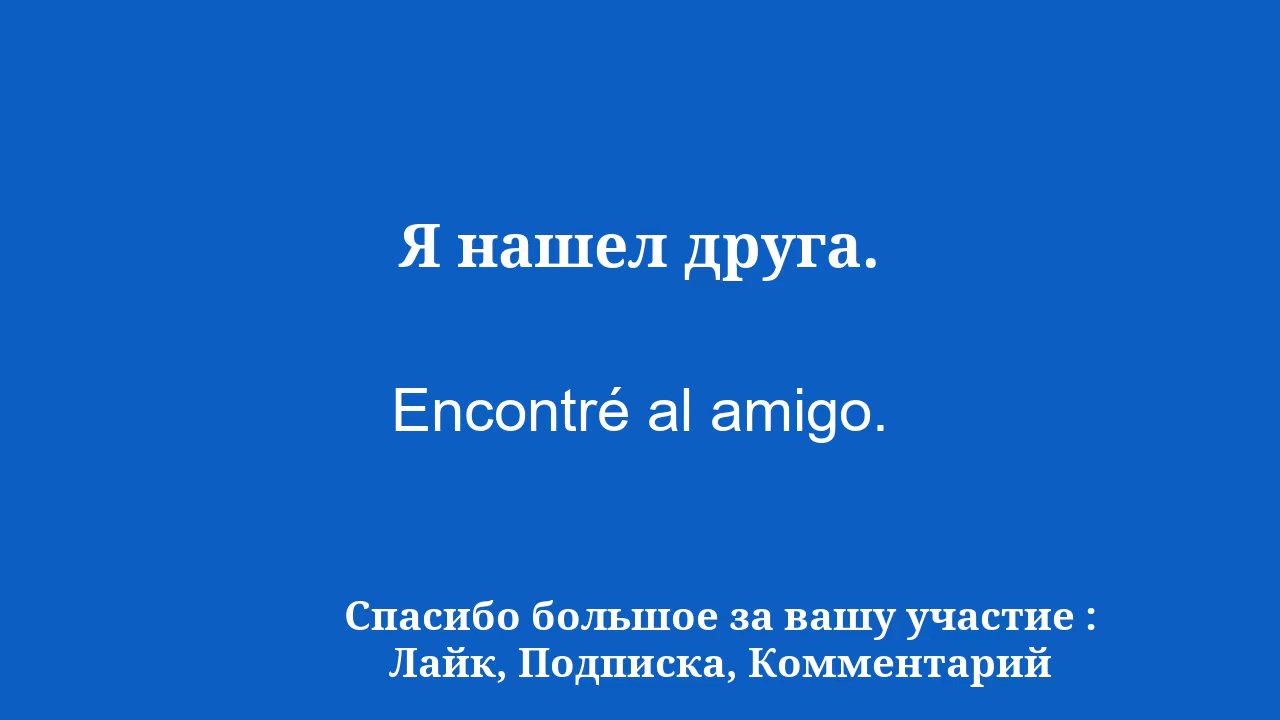 Я нашел друга.
Encontré al amigo.
Спасибо большое за вашу участие :
Лайк, Подписка, Комментарий